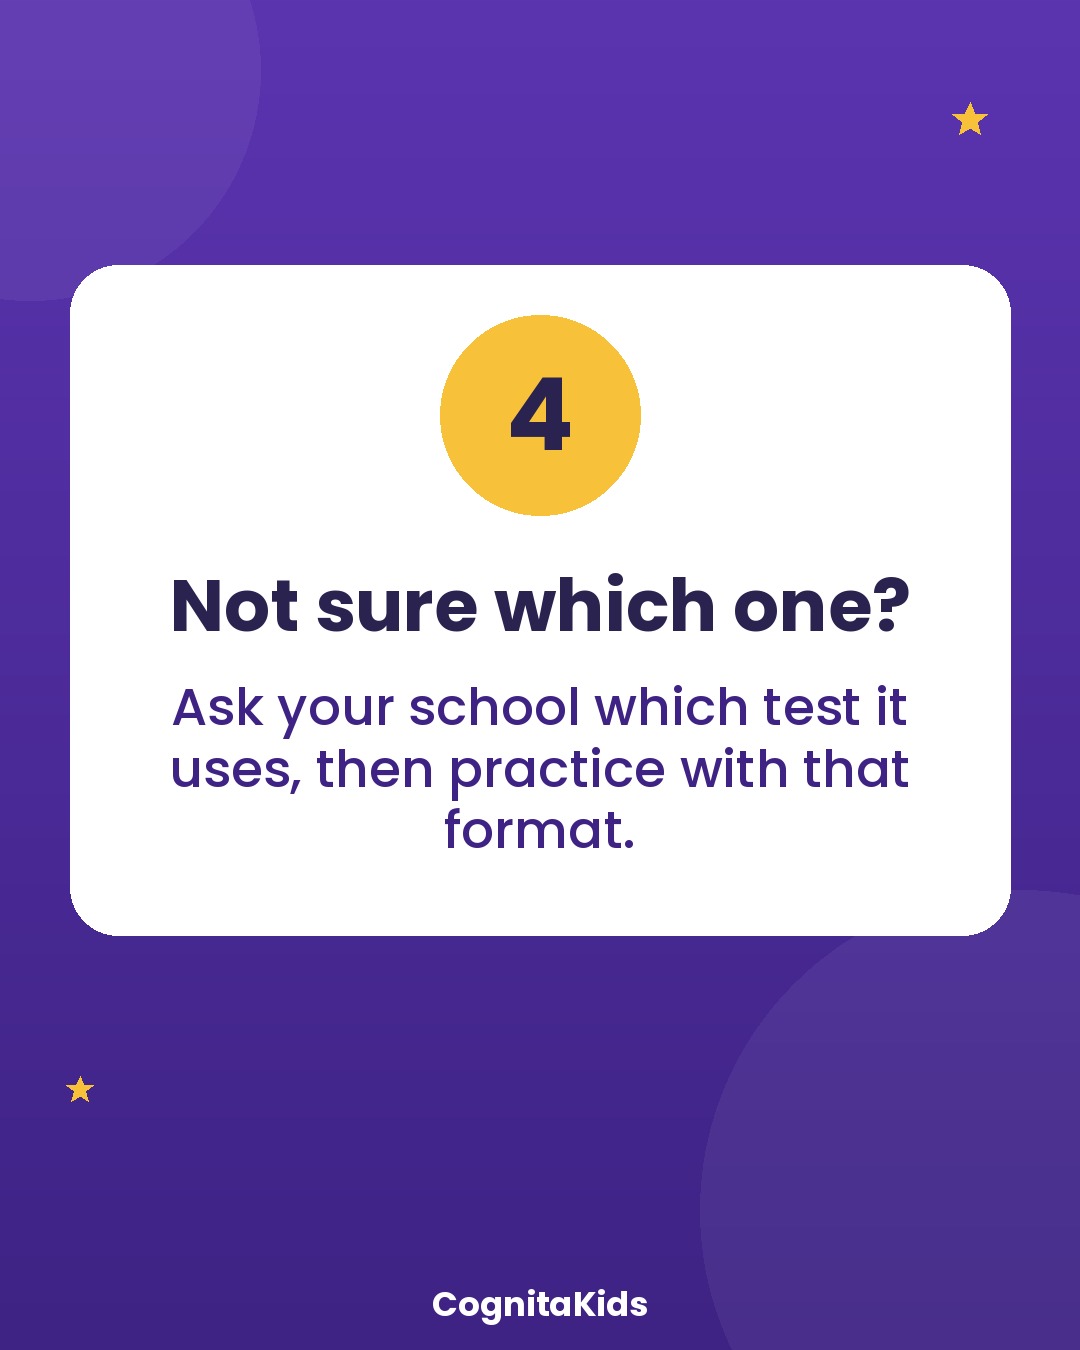 4
Not sure which one?
Ask your school which test it
uses, then practice with that
format.
CognitaKids